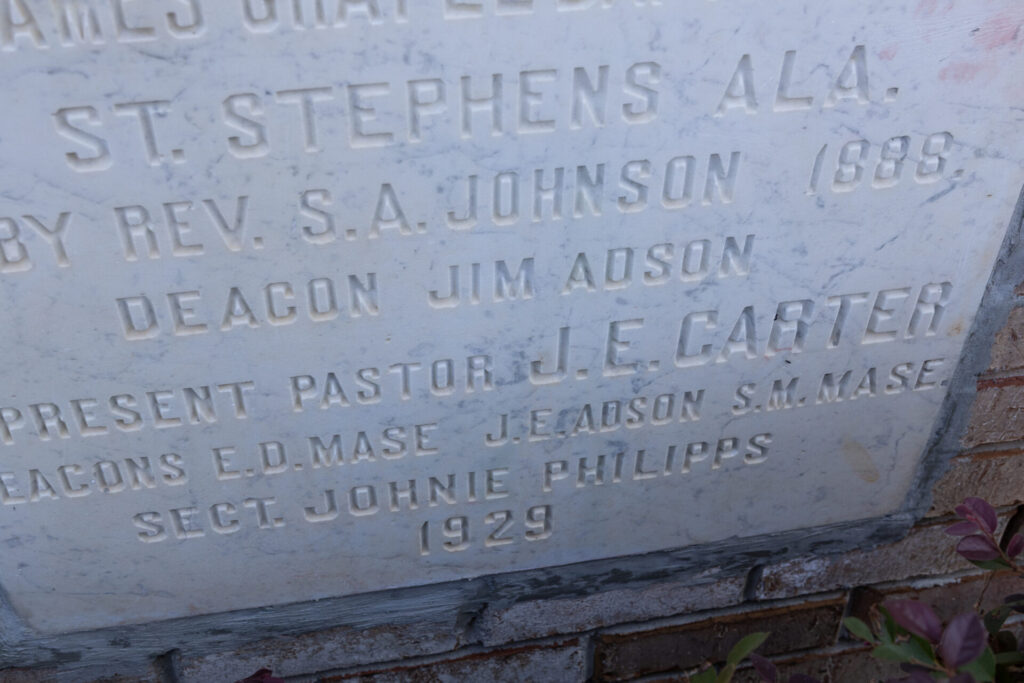 ST. STEPHENS ALA.
BY REV. S.A. JOHNSON 1888.
DEACON JIM ADSON
PRESENT PASTOR J.E. CARTER
EACONS E.D. MASE J.E. ADSON S.M. MASE.
SECT. JOHNIE PHILIPPS
1929